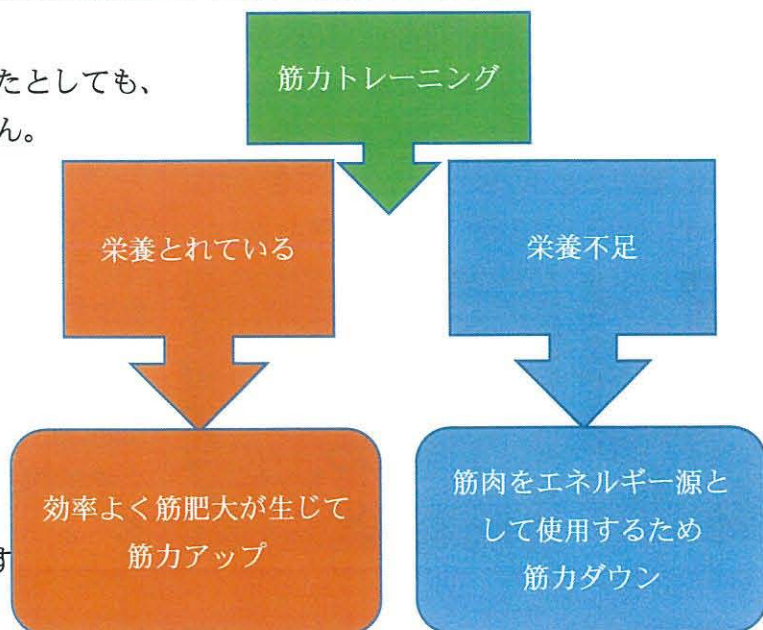 たとしても、
ん。
筋力トレーニング
栄養とれている
栄養不足
効率よく筋肥大が生じて
筋力アップ
す
筋肉をエネルギー源と
して使用するため
筋力ダウン